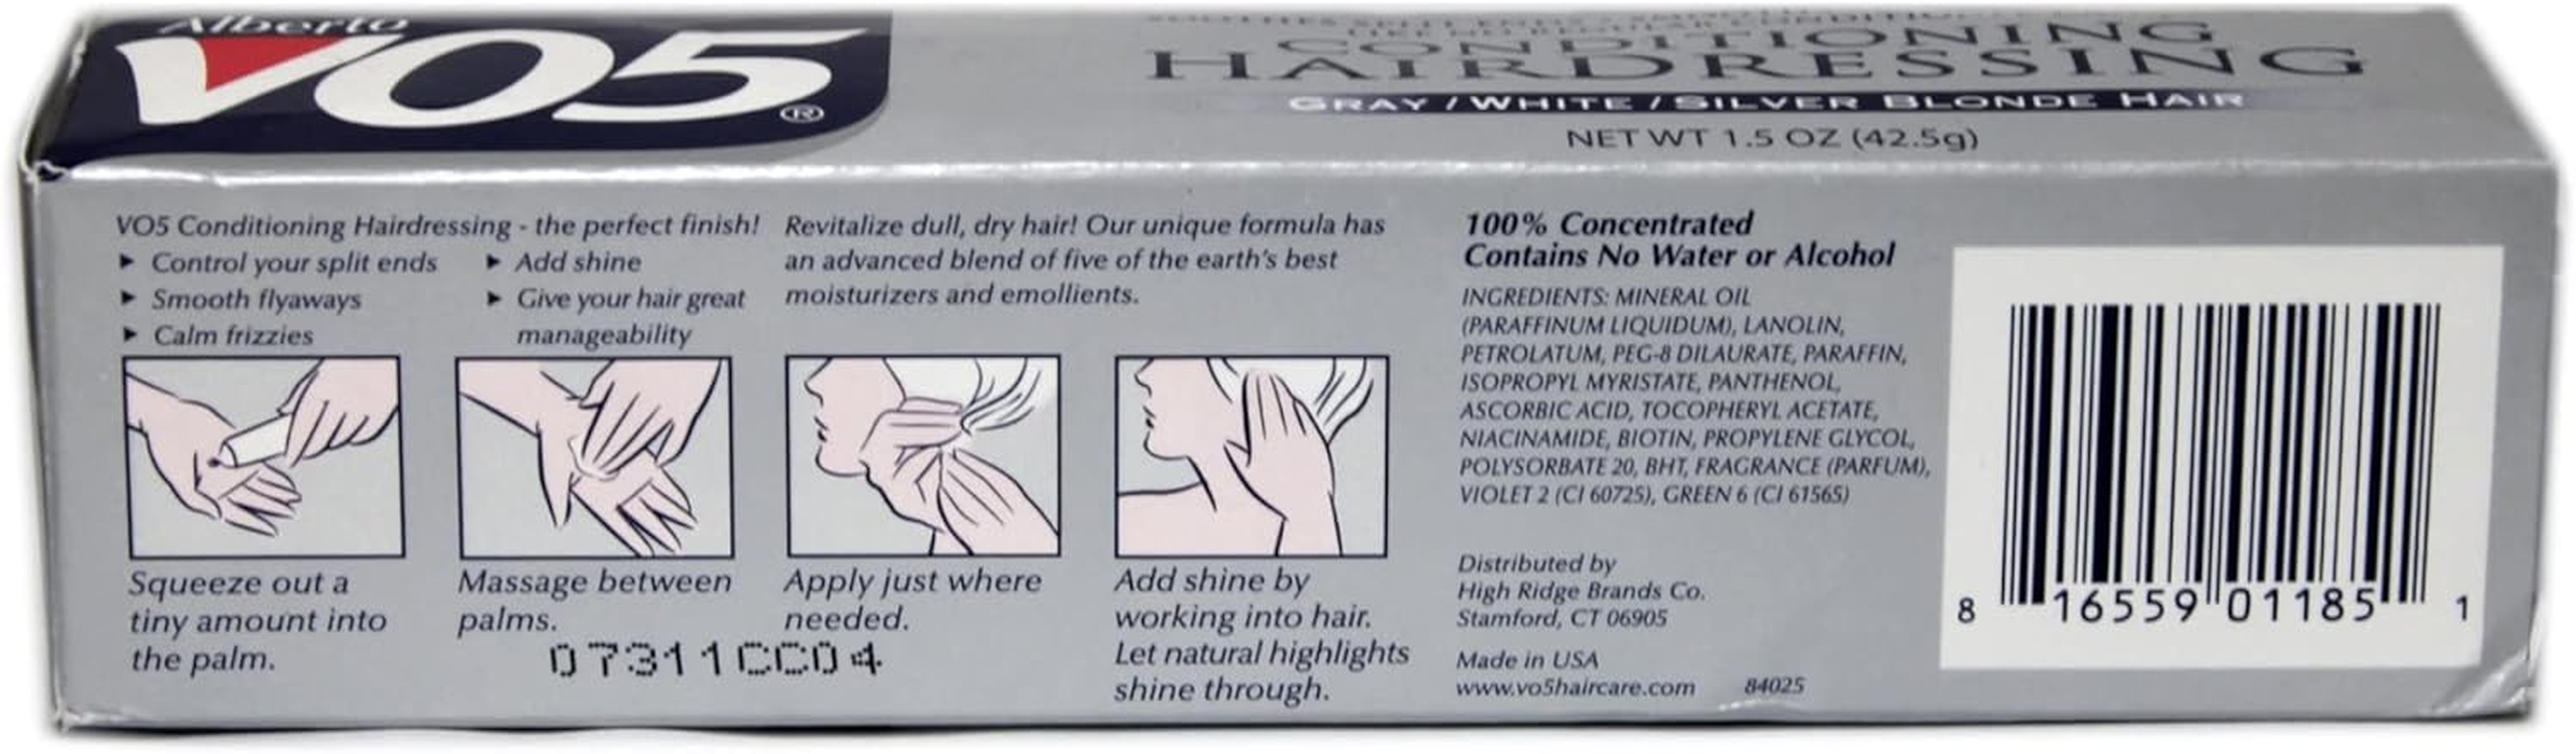 Alberto
VO5®
CONDITIONING
HAIRDRESSING
GRAY / WHITE / SILVER BLONDE HAIR
NET WT 1.5 OZ (42.5g)
VO5 Conditioning Hairdressing - the perfect finish!
▶ Control your split ends
▶ Smooth flyaways
▶ Calm frizzies
▶ Add shine
▶ Give your hair great
manageability
Revitalize dull, dry hair! Our unique formula has
an advanced blend of five of the earth's best
moisturizers and emollients.
Squeeze out a
tiny amount into
the palm.
Massage between
palms.
Apply just where
needed.
Add shine by
working into hair.
Let natural highlights
shine through.
07311CC04
100% Concentrated
Contains No Water or Alcohol
INGREDIENTS: MINERAL OIL
(PARAFFINUM LIQUIDUM), LANOLIN,
PETROLATUM, PEG-8 DILAURATE, PARAFFIN,
ISOPROPYL MYRISTATE, PANTHENOL,
ASCORBIC ACID, TOCOPHERYL ACETATE,
NIACINAMIDE, BIOTIN, PROPYLENE GLYCOL,
POLYSORBATE 20, BHT, FRAGRANCE (PARFUM),
VIOLET 2 (CI 60725), GREEN 6 (CI 61565)
Distributed by
High Ridge Brands Co.
Stamford, CT 06905
Made in USA
www.vo5haircare.com 84025
8 16559 01185 1